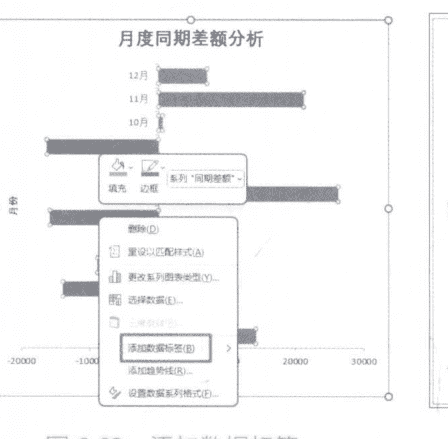 月度同期差额分析
12月
11月
10月
填充 边框 系列 "同期差额"
月份
删除(D)
重设以匹配样式(A)
更改系列图表类型(Y)...
选择数据(E)...
-20000 -1000 20000 30000
添加数据标签(B)
添加趋势线(R)...
设置数据系列格式(F)...